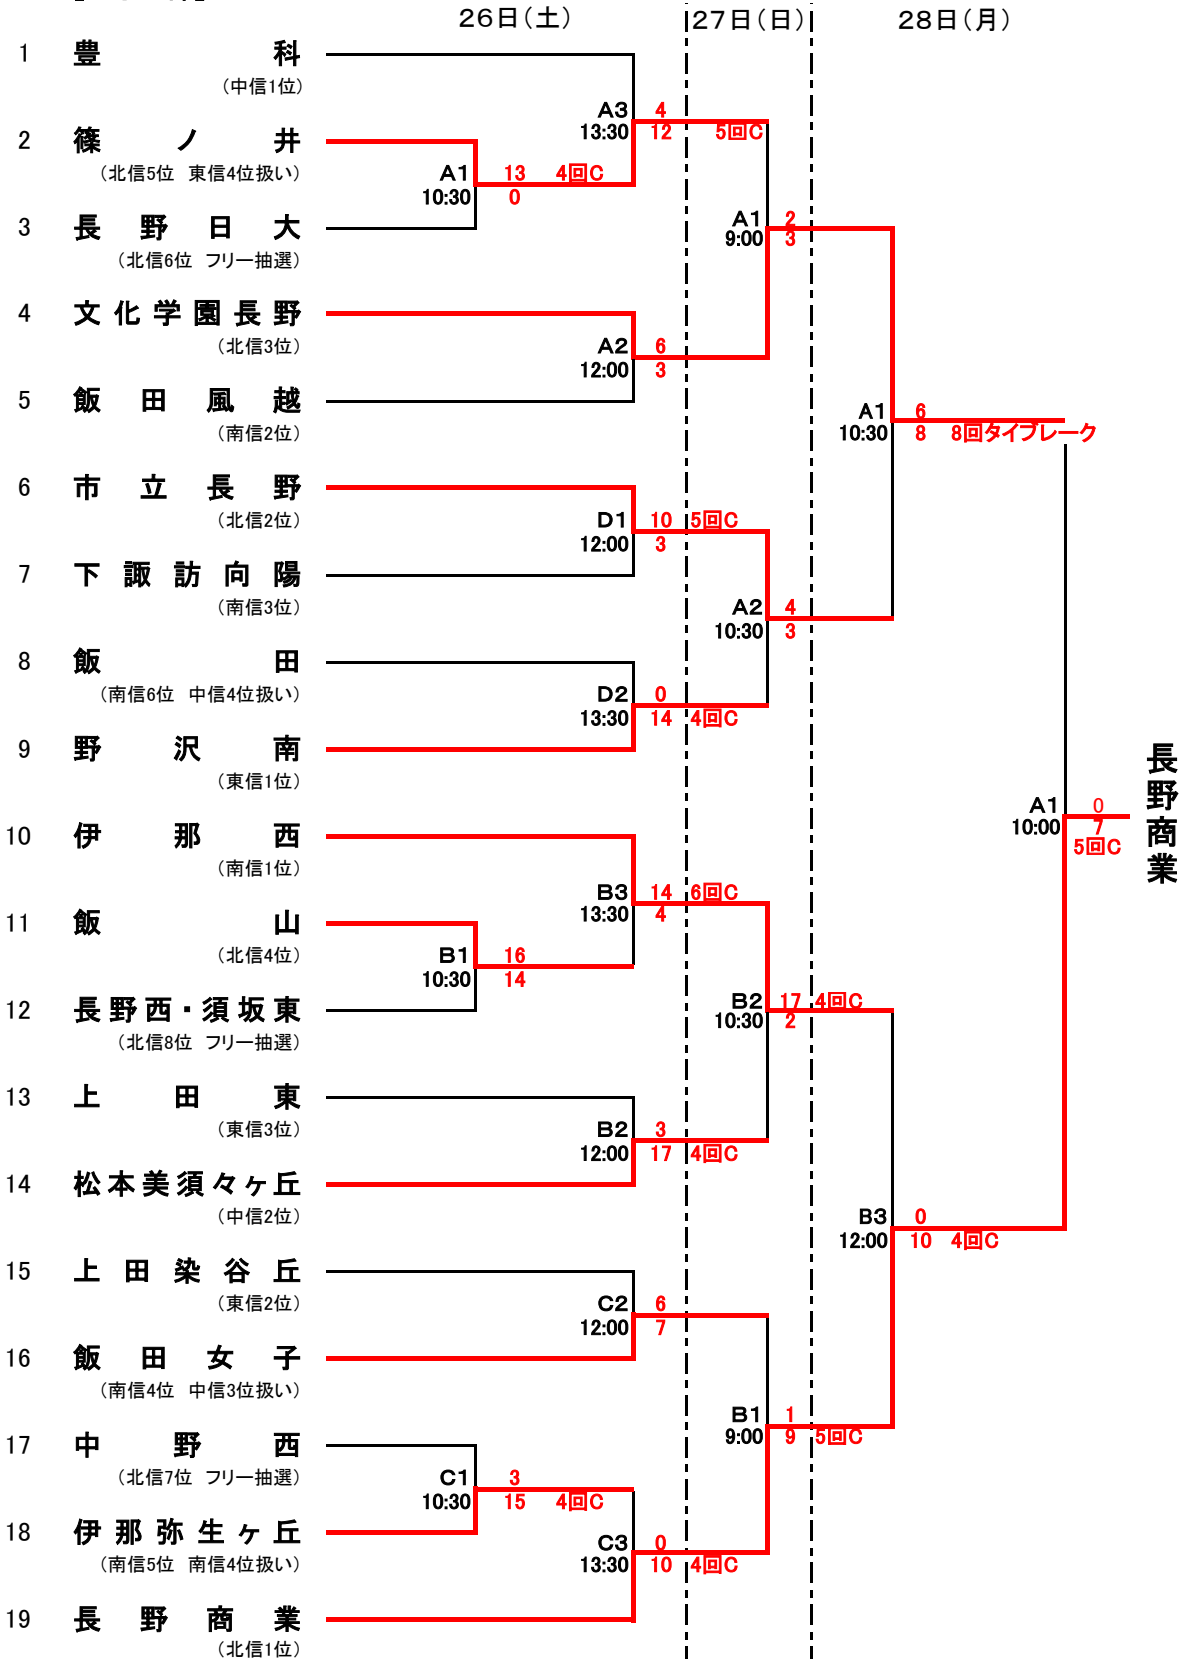 26日(土) 27日(日) 28日(月)
1 豊科
(中信1位)
A3 4
13:30 12 5回C
2 篠ノ井
(北信5位 東信4位扱い)
A1 13 4回C
10:30 0
3 長野日大
(北信6位 フリー抽選)
A1 2
9:00 3
4 文化学園長野
(北信3位)
A2 6
12:00 3
5 飯田風越
(南信2位)
A1 6
10:30 8 8回タイブレーク
6 市立長野
(北信2位)
D1 10 5回C
12:00 3
7 下諏訪向陽
(南信3位)
A2 4
10:30 3
8 飯田
(南信6位 中信4位扱い)
D2 0
13:30 14 4回C
9 野沢南
(東信1位)
長野商業
A1 0
10:00 7
5回C
10 伊那西
(南信1位)
B3 14 6回C
13:30 4
11 飯山
(北信4位)
B1 16
10:30 14
12 長野西・須坂東
(北信8位 フリー抽選)
B2 17 4回C
10:30 2
13 上田東
(東信3位)
B2 3
12:00 17 4回C
14 松本美須々ヶ丘
(中信2位)
B3 0
12:00 10 4回C
15 上田染谷丘
(東信2位)
C2 6
12:00 7
16 飯田女子
(南信4位 中信3位扱い)
B1 1
9:00 9 5回C
17 中野西
(北信7位 フリー抽選)
C1 3
10:30 15 4回C
18 伊那弥生ヶ丘
(南信5位 南信4位扱い)
C3 0
13:30 10 4回C
19 長野商業
(北信1位)